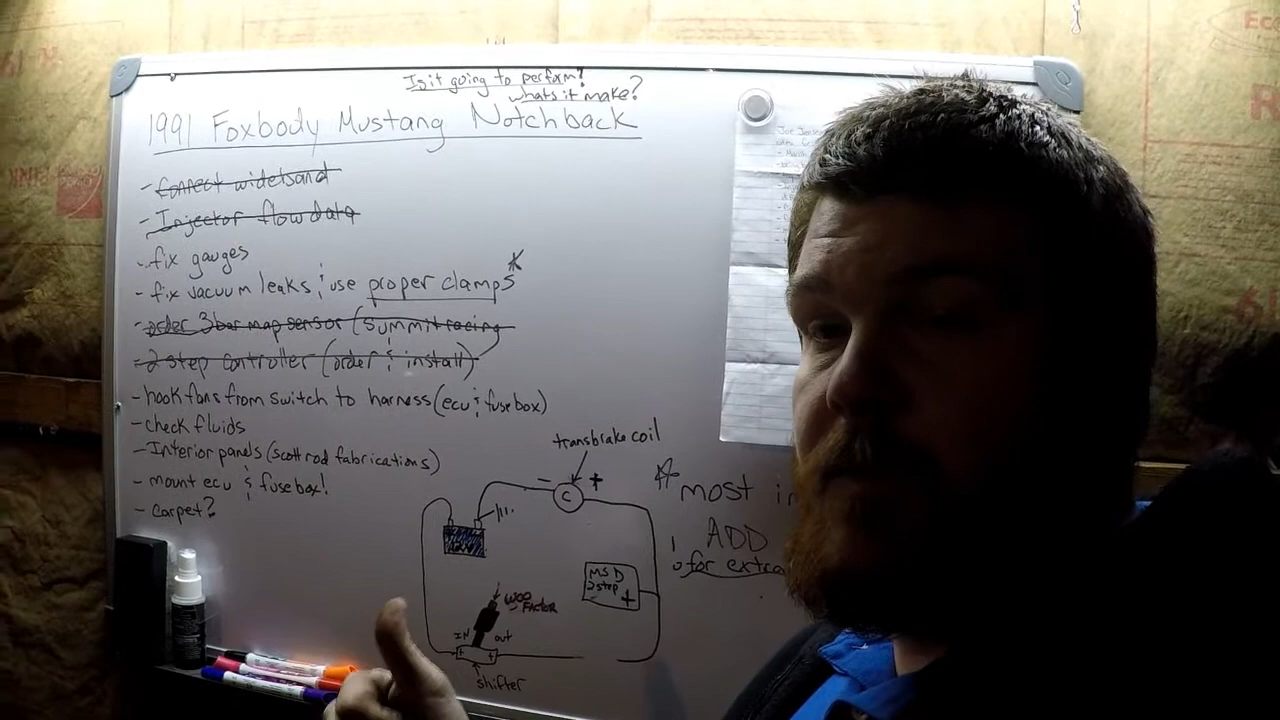 Is it going to perform?
whats it make?
1991 Foxbody Mustang Notchback
- Connect wideband
- Injector flow data
- fix gauges
- fix vacuum leaks & use proper clamps *
- order 3bar map sensor (summit racing
- 2 step controller (order & install)
- hook fans from switch to harness (ecu & fusebox)
- check fluids
- Interior panels (scott rod fabrications)
- mount ecu & fusebox!
- carpet?
transbrake coil
- C +
most in
ADD
for extra
MSD
2step
+
WOO
FACTOR
IN out
+ +
shifter